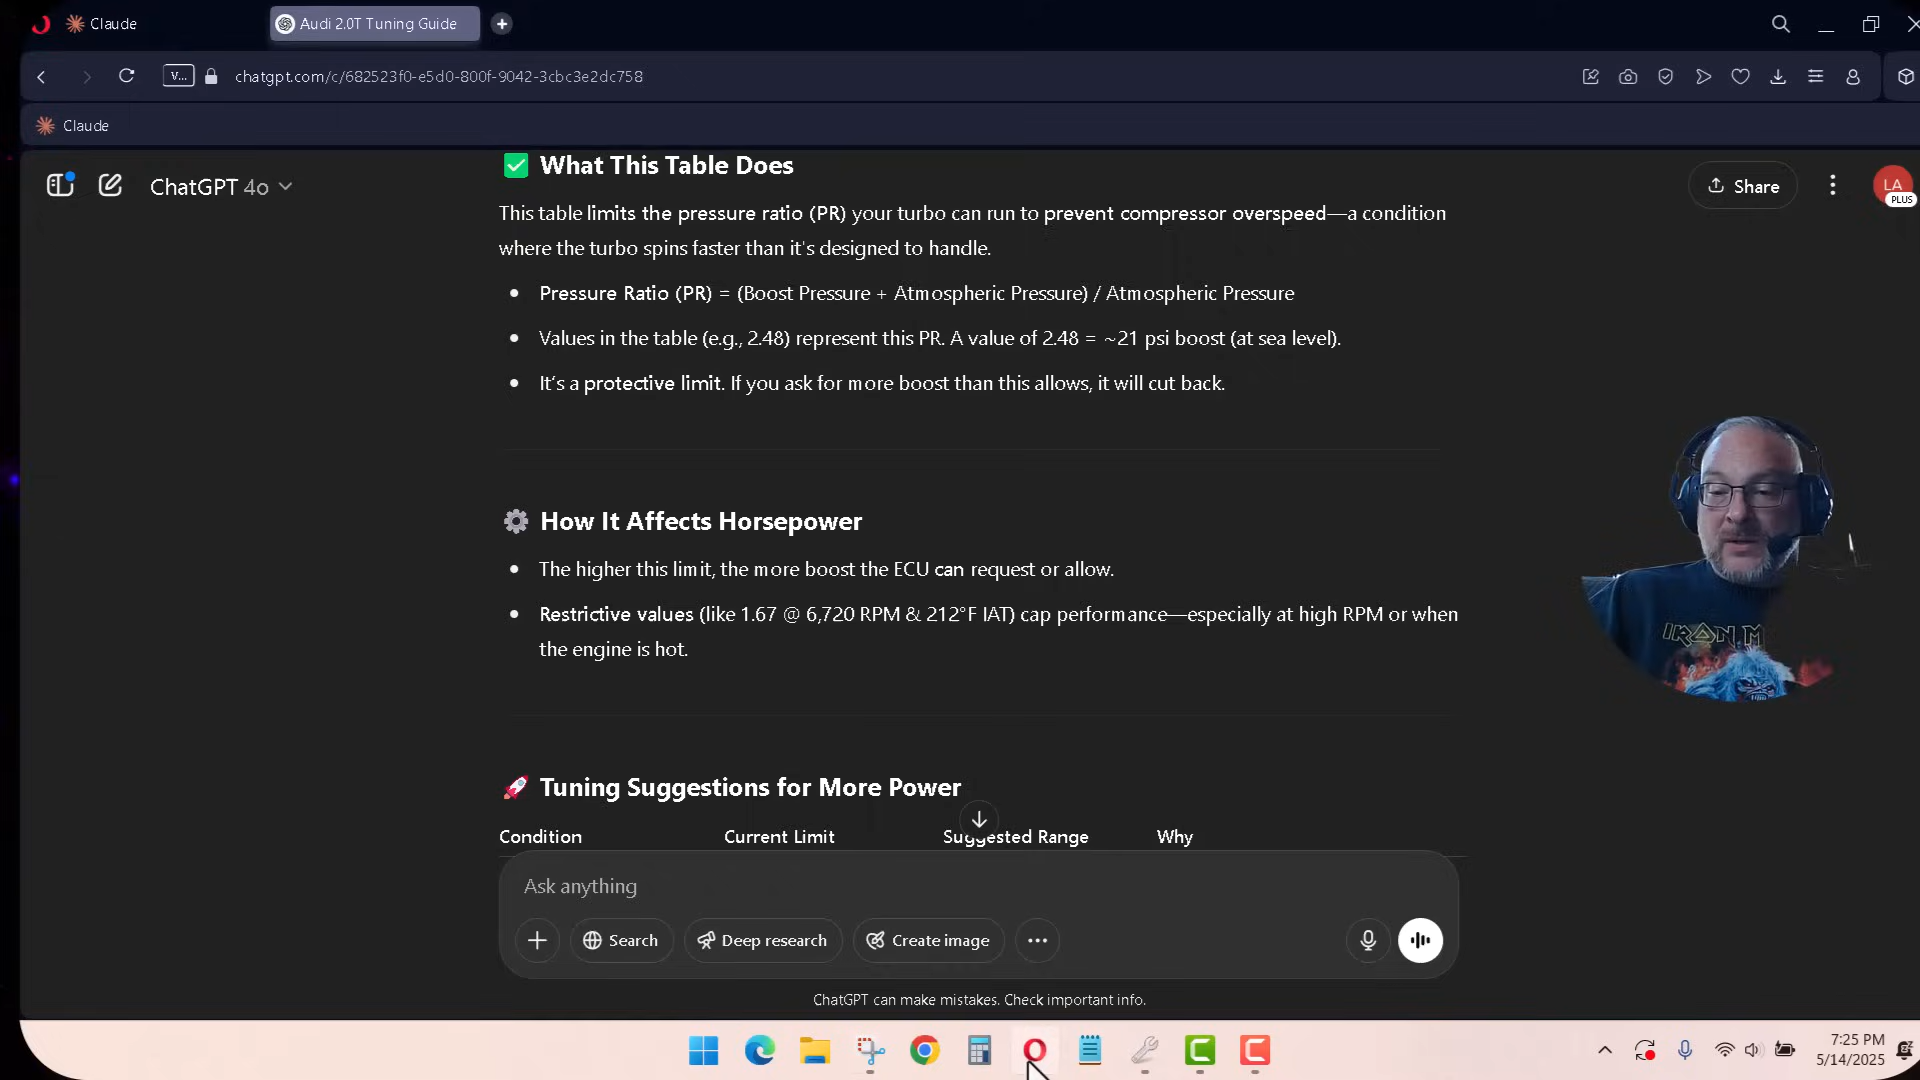 Claude
Audi 2.0T Tuning Guide
V...
chatgpt.com/c/682523f0-e5d0-800f-9042-3cbc3e2dc758
Claude
ChatGPT 4o
Share
LA
PLUS
✅ What This Table Does
This table limits the pressure ratio (PR) your turbo can run to prevent compressor overspeed—a condition
where the turbo spins faster than it's designed to handle.
• Pressure Ratio (PR) = (Boost Pressure + Atmospheric Pressure) / Atmospheric Pressure
• Values in the table (e.g., 2.48) represent this PR. A value of 2.48 = ~21 psi boost (at sea level).
• It’s a protective limit. If you ask for more boost than this allows, it will cut back.
⚙️ How It Affects Horsepower
• The higher this limit, the more boost the ECU can request or allow.
• Restrictive values (like 1.67 @ 6,720 RPM & 212°F IAT) cap performance—especially at high RPM or when
the engine is hot.
IRON M
🚀 Tuning Suggestions for More Power
Condition Current Limit Suggested Range Why
Ask anything
Search Deep research Create image
ChatGPT can make mistakes. Check important info.
7:25 PM
5/14/2025